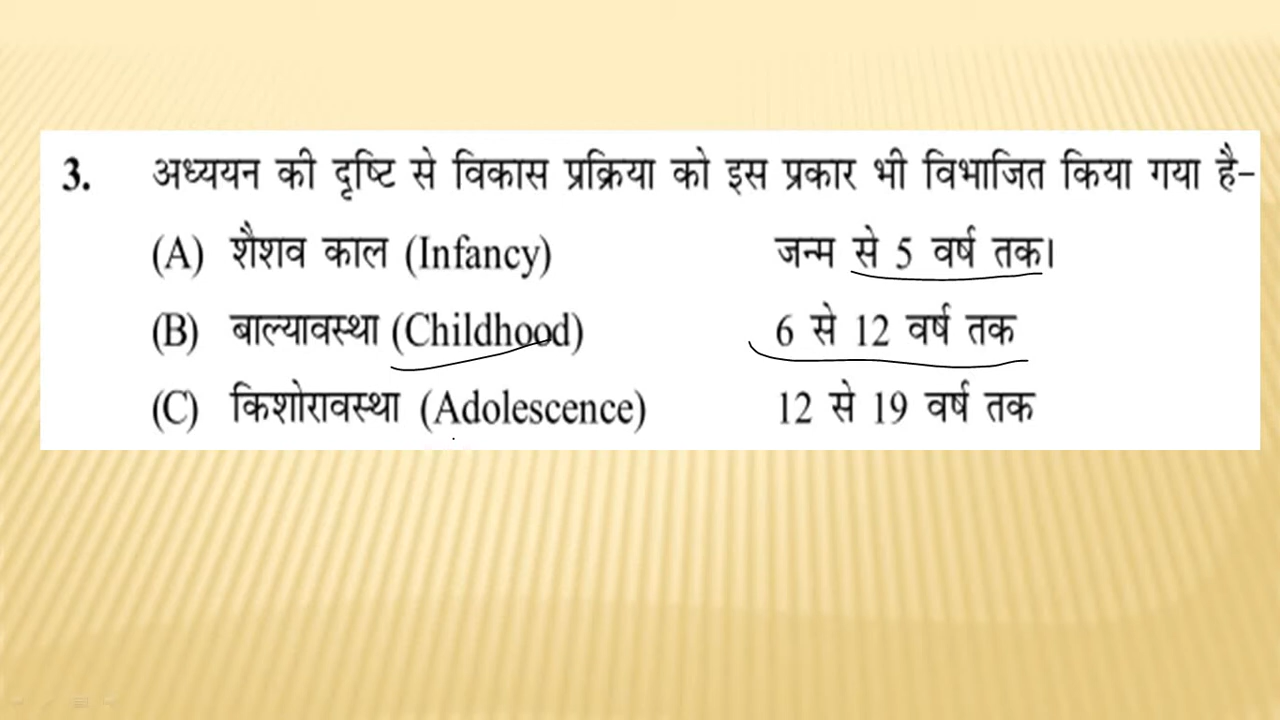 3. अध्ययन की दृष्टि से विकास प्रक्रिया को इस प्रकार भी विभाजित किया गया है–
(A) शैशव काल (Infancy) जन्म से 5 वर्ष तक।
(B) बाल्यावस्था (Childhood) 6 से 12 वर्ष तक
(C) किशोरावस्था (Adolescence) 12 से 19 वर्ष तक